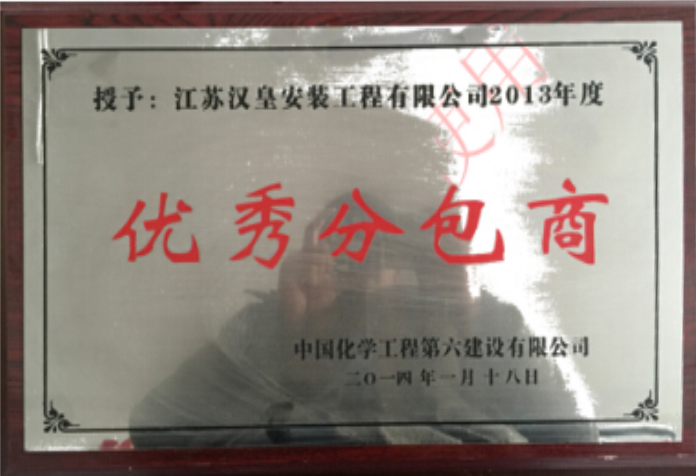 授予：江苏汉皇安装工程有限公司2013年度
优秀分包商
中国化学工程第六建设有限公司
二〇一四年一月十八日
使用